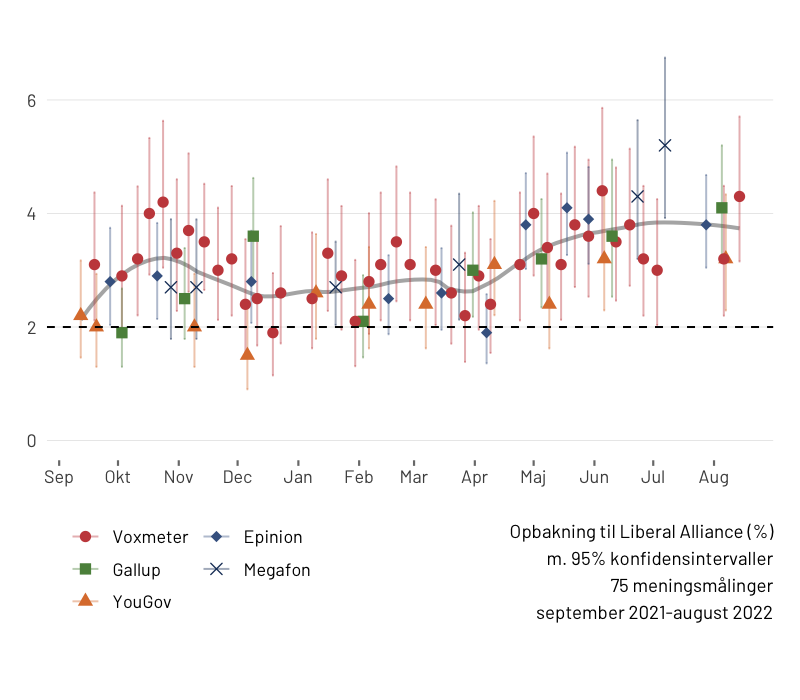 6
4
2
0
Sep Okt Nov Dec Jan Feb Mar Apr Maj Jun Jul Aug
Voxmeter Epinion
Gallup Megafon
YouGov
Opbakning til Liberal Alliance (%)
m. 95% konfidensintervaller
75 meningsmålinger
september 2021-august 2022